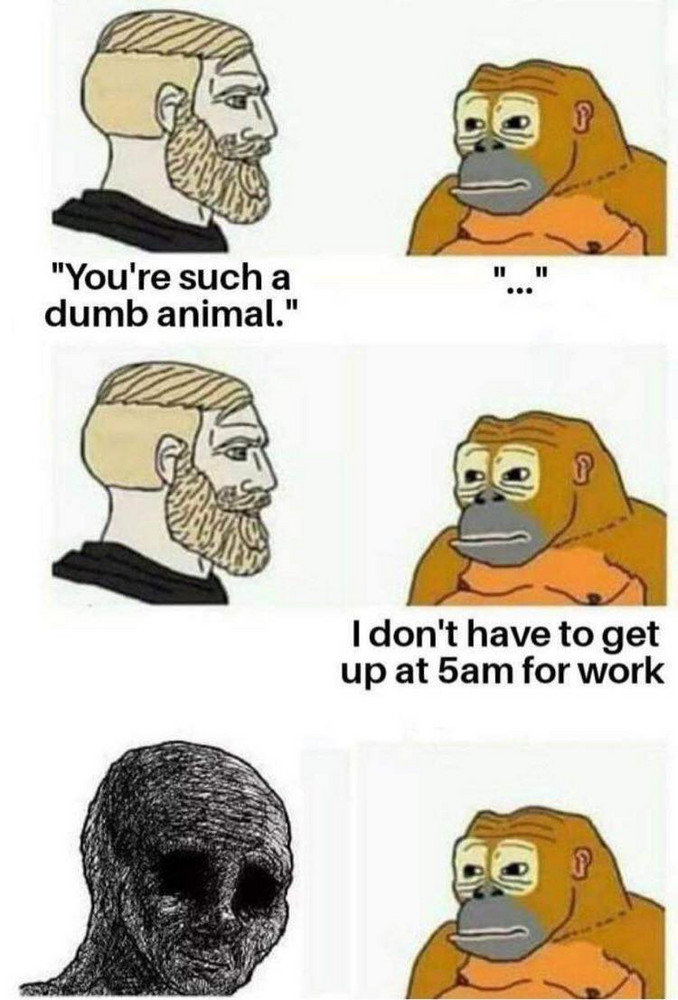 "You're such a
dumb animal."
"..."
I don't have to get
up at 5am for work